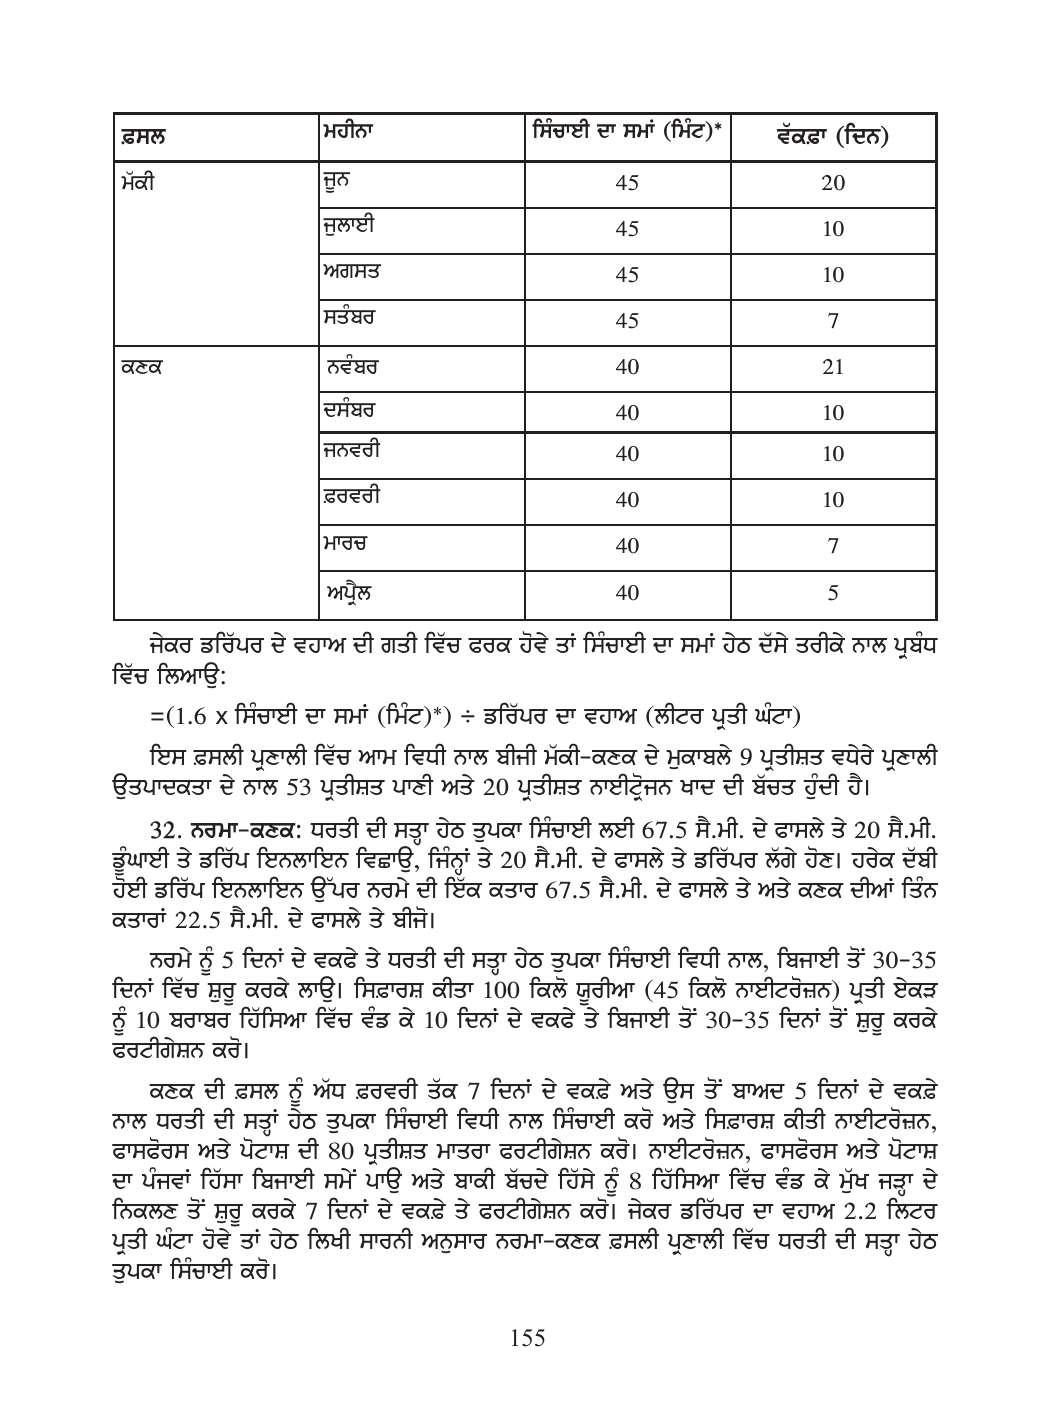 ਫ਼ਸਲ ਮਹੀਨਾ ਸਿੰਚਾਈ ਦਾ ਸਮਾਂ (ਮਿੰਟ)* ਵੱਕਫ਼ਾ (ਦਿਨ)
ਮੱਕੀ ਜੂਨ 45 20
ਜੁਲਾਈ 45 10
ਅਗਸਤ 45 10
ਸਤੰਬਰ 45 7
ਕਣਕ ਨਵੰਬਰ 40 21
ਦਸੰਬਰ 40 10
ਜਨਵਰੀ 40 10
ਫ਼ਰਵਰੀ 40 10
ਮਾਰਚ 40 7
ਅਪ੍ਰੈਲ 40 5
ਜੇਕਰ ਡਰਿੱਪਰ ਦੇ ਵਹਾਅ ਦੀ ਗਤੀ ਵਿੱਚ ਫਰਕ ਹੋਵੇ ਤਾਂ ਸਿੰਚਾਈ ਦਾ ਸਮਾਂ ਹੇਠ ਦੱਸੇ ਤਰੀਕੇ ਨਾਲ ਪ੍ਰਬੰਧ
ਵਿੱਚ ਲਿਆਉ:
=(1.6 x ਸਿੰਚਾਈ ਦਾ ਸਮਾਂ (ਮਿੰਟ)*) ÷ ਡਰਿੱਪਰ ਦਾ ਵਹਾਅ (ਲੀਟਰ ਪ੍ਰਤੀ ਘੰਟਾ)
ਇਸ ਫ਼ਸਲੀ ਪ੍ਰਣਾਲੀ ਵਿੱਚ ਆਮ ਵਿਧੀ ਨਾਲ ਬੀਜੀ ਮੱਕੀ-ਕਣਕ ਦੇ ਮੁਕਾਬਲੇ 9 ਪ੍ਰਤੀਸ਼ਤ ਵਧੇਰੇ ਪ੍ਰਣਾਲੀ
ਉਤਪਾਦਕਤਾ ਦੇ ਨਾਲ 53 ਪ੍ਰਤੀਸ਼ਤ ਪਾਣੀ ਅਤੇ 20 ਪ੍ਰਤੀਸ਼ਤ ਨਾਈਟ੍ਰੋਜਨ ਖਾਦ ਦੀ ਬੱਚਤ ਹੁੰਦੀ ਹੈ।
32. ਨਰਮਾ-ਕਣਕ: ਧਰਤੀ ਦੀ ਸਤ੍ਹਾ ਹੇਠ ਤੁਪਕਾ ਸਿੰਚਾਈ ਲਈ 67.5 ਸੈ.ਮੀ. ਦੇ ਫਾਸਲੇ ਤੇ 20 ਸੈ.ਮੀ.
ਡੂੰਘਾਈ ਤੇ ਡਰਿੱਪ ਇਨਲਾਇਨ ਵਿਛਾਉ, ਜਿੰਨ੍ਹਾਂ ਤੇ 20 ਸੈ.ਮੀ. ਦੇ ਫਾਸਲੇ ਤੇ ਡਰਿੱਪਰ ਲੱਗੇ ਹੋਣ। ਹਰੇਕ ਦੱਬੀ
ਹੋਈ ਡਰਿੱਪ ਇਨਲਾਇਨ ਉੱਪਰ ਨਰਮੇ ਦੀ ਇੱਕ ਕਤਾਰ 67.5 ਸੈ.ਮੀ. ਦੇ ਫਾਸਲੇ ਤੇ ਅਤੇ ਕਣਕ ਦੀਆਂ ਤਿੰਨ
ਕਤਾਰਾਂ 22.5 ਸੈ.ਮੀ. ਦੇ ਫਾਸਲੇ ਤੇ ਬੀਜੋ।
ਨਰਮੇ ਨੂੰ 5 ਦਿਨਾਂ ਦੇ ਵਕਫੇ ਤੇ ਧਰਤੀ ਦੀ ਸਤ੍ਹਾ ਹੇਠ ਤੁਪਕਾ ਸਿੰਚਾਈ ਵਿਧੀ ਨਾਲ, ਬਿਜਾਈ ਤੋਂ 30-35
ਦਿਨਾਂ ਵਿੱਚ ਸ਼ੁਰੂ ਕਰਕੇ ਲਾਉ। ਸਿਫ਼ਾਰਸ਼ ਕੀਤਾ 100 ਕਿਲੋ ਯੂਰੀਆ (45 ਕਿਲੋ ਨਾਈਟਰੋਜ਼ਨ) ਪ੍ਰਤੀ ਏਕੜ
ਨੂੰ 10 ਬਰਾਬਰ ਹਿੱਸਿਆ ਵਿੱਚ ਵੰਡ ਕੇ 10 ਦਿਨਾਂ ਦੇ ਵਕਫੇ ਤੇ ਬਿਜਾਈ ਤੋਂ 30-35 ਦਿਨਾਂ ਤੋਂ ਸ਼ੁਰੂ ਕਰਕੇ
ਫਰਟੀਗੇਸ਼ਨ ਕਰੋ।
ਕਣਕ ਦੀ ਫ਼ਸਲ ਨੂੰ ਅੱਧ ਫ਼ਰਵਰੀ ਤੱਕ 7 ਦਿਨਾਂ ਦੇ ਵਕਫ਼ੇ ਅਤੇ ਉਸ ਤੋਂ ਬਾਅਦ 5 ਦਿਨਾਂ ਦੇ ਵਕਫ਼ੇ
ਨਾਲ ਧਰਤੀ ਦੀ ਸਤ੍ਹਾਂ ਹੇਠ ਤੁਪਕਾ ਸਿੰਚਾਈ ਵਿਧੀ ਨਾਲ ਸਿੰਚਾਈ ਕਰੋ ਅਤੇ ਸਿਫ਼ਾਰਸ਼ ਕੀਤੀ ਨਾਈਟਰੋਜ਼ਨ,
ਫਾਸਫੋਰਸ ਅਤੇ ਪੋਟਾਸ਼ ਦੀ 80 ਪ੍ਰਤੀਸ਼ਤ ਮਾਤਰਾ ਫਰਟੀਗੇਸ਼ਨ ਕਰੋ। ਨਾਈਟਰੋਜ਼ਨ, ਫਾਸਫੋਰਸ ਅਤੇ ਪੋਟਾਸ਼
ਦਾ ਪੰਜਵਾਂ ਹਿੱਸਾ ਬਿਜਾਈ ਸਮੇਂ ਪਾਉ ਅਤੇ ਬਾਕੀ ਬੱਚਦੇ ਹਿੱਸੇ ਨੂੰ 8 ਹਿੱਸਿਆ ਵਿੱਚ ਵੰਡ ਕੇ ਮੁੱਖ ਜੜ੍ਹਾ ਦੇ
ਨਿਕਲਣ ਤੋਂ ਸ਼ੁਰੂ ਕਰਕੇ 7 ਦਿਨਾਂ ਦੇ ਵਕਫ਼ੇ ਤੇ ਫਰਟੀਗੇਸ਼ਨ ਕਰੋ। ਜੇਕਰ ਡਰਿੱਪਰ ਦਾ ਵਹਾਅ 2.2 ਲਿਟਰ
ਪ੍ਰਤੀ ਘੰਟਾ ਹੋਵੇ ਤਾਂ ਹੇਠ ਲਿਖੀ ਸਾਰਨੀ ਅਨੁਸਾਰ ਨਰਮਾ-ਕਣਕ ਫ਼ਸਲੀ ਪ੍ਰਣਾਲੀ ਵਿੱਚ ਧਰਤੀ ਦੀ ਸਤ੍ਹਾ ਹੇਠ
ਤੁਪਕਾ ਸਿੰਚਾਈ ਕਰੋ।
155